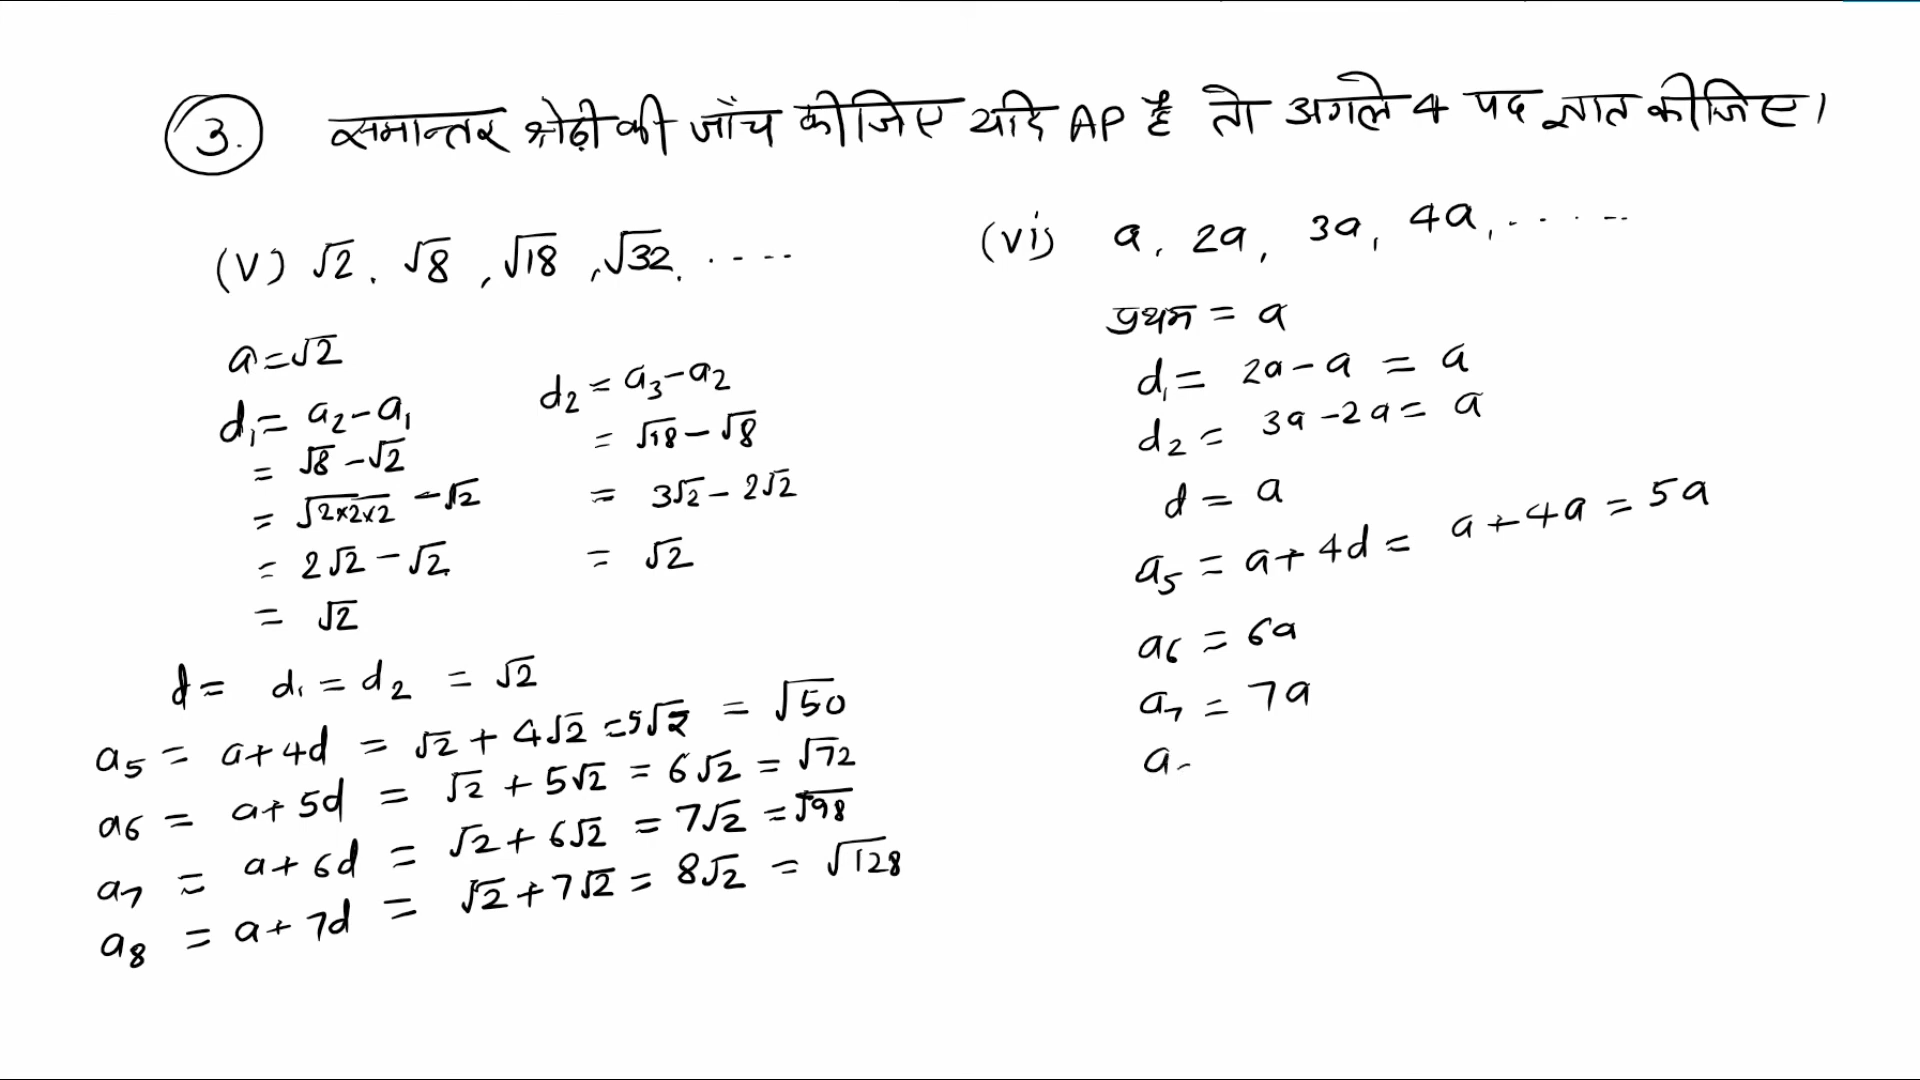 3. समान्तर श्रेढ़ी की जाँच कीजिए यदि AP है तो अगले 4 पद ज्ञात कीजिए।
(V) √2, √8, √18, √32, ....
a=√2
d₁= a₂-a₁
= √8 -√2
= √2×2×2 -√2
= 2√2 -√2
= √2
d₂ = a₃-a₂
= √18-√8
= 3√2-2√2
= √2
d= d₁ = d₂ = √2
a₅ = a+4d = √2+4√2 =5√2 = √50
a₆ = a+5d = √2+5√2 = 6√2 = √72
a₇ = a+6d = √2+6√2 = 7√2 =√98
a₈ = a+7d = √2+7√2 = 8√2 = √128
(vi) a, 2a, 3a, 4a, ......
प्रथम = a
d₁= 2a-a = a
d₂ = 3a-2a= a
d = a
a₅ = a+4d = a+4a = 5a
a₆ = 6a
a₇ = 7a
a-